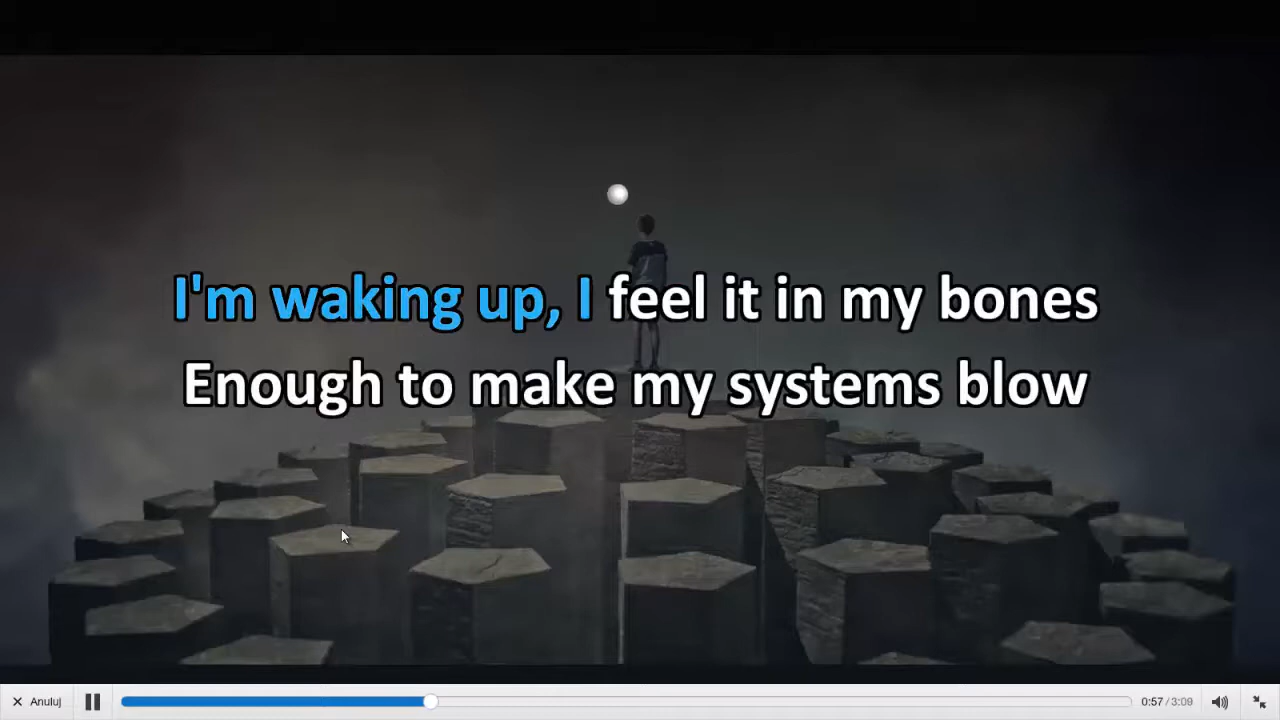 I'm waking up, I feel it in my bones
Enough to make my systems blow
Anuluj 0:57 / 3:09